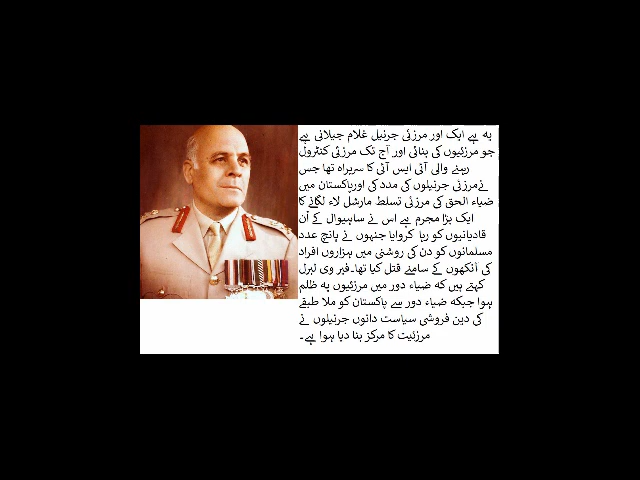 یہ ہے ایک اور مرزئی جرنیل غلام جیلانی ہے
جو مرزئیوں کی بنائی اور آج تک مرزئی کنٹرول
رہنے والی آئی ایس آئی کا سربراہ تھا جس
نےمرزئی جرنیلوں کی مدد کی اورپاکستان میں
ضیاء الحق کی مرزئی تسلط مارشل لاء لگانے کا
ایک بڑا مجرم ہے اس نے ساہیوال کے اُن
قادیانیوں کو رہا کروایا جنہوں نے پانچ عدد
مسلمانوں کو دن کی روشنی میں ہزاروں افراد
کی آنکھوں کے سامنے قتل کیا تھا۔فہر وی لبرل
کہتے ہیں کہ ضیاء دور میں مرزئیوں پہ ظلم
ہوا جبکہ ضیاء دور سے پاکستان کو ملا طبقے
کی دین فروشی سیاست دانوں جرنیلوں نے
مرزئیت کا مرکز بنا دیا ہوا ہے۔